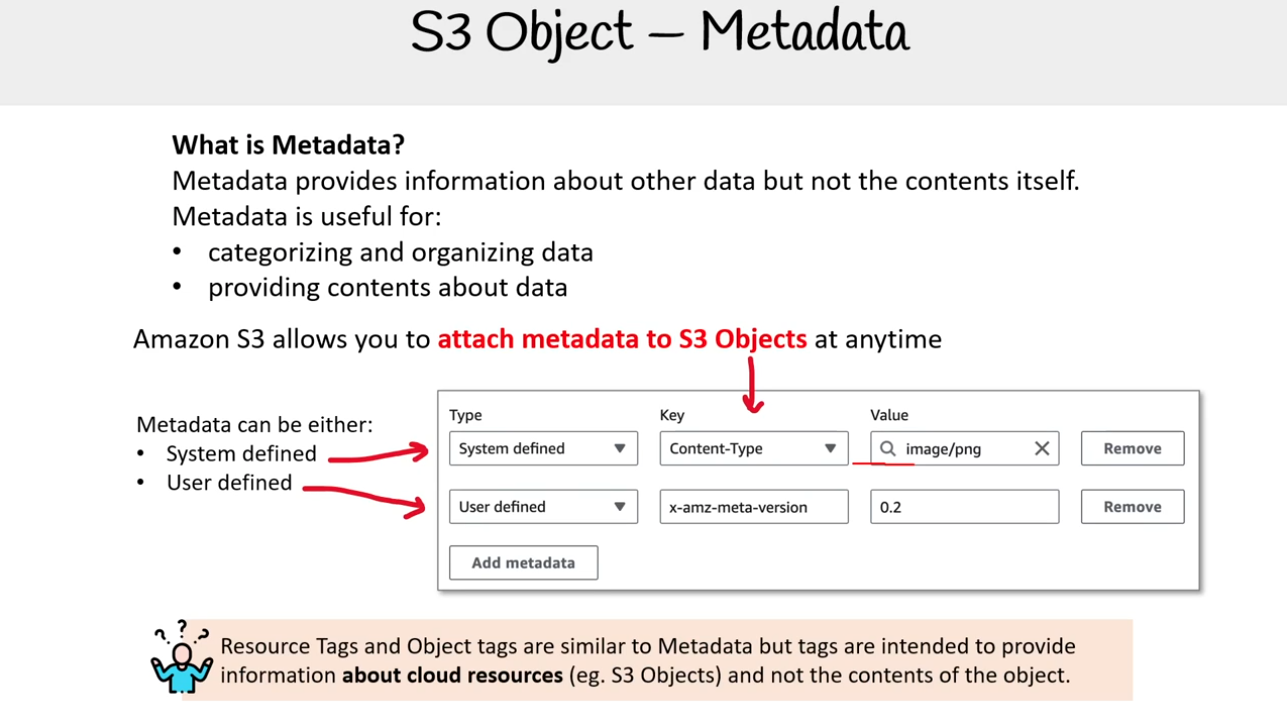 S3 Object – Metadata
What is Metadata?
Metadata provides information about other data but not the contents itself.
Metadata is useful for:
• categorizing and organizing data
• providing contents about data
Amazon S3 allows you to attach metadata to S3 Objects at anytime
Metadata can be either:
• System defined
• User defined
Type Key Value
System defined Content-Type image/png Remove
User defined x-amz-meta-version 0.2 Remove
Add metadata
? ? ?
Resource Tags and Object tags are similar to Metadata but tags are intended to provide
information about cloud resources (eg. S3 Objects) and not the contents of the object.